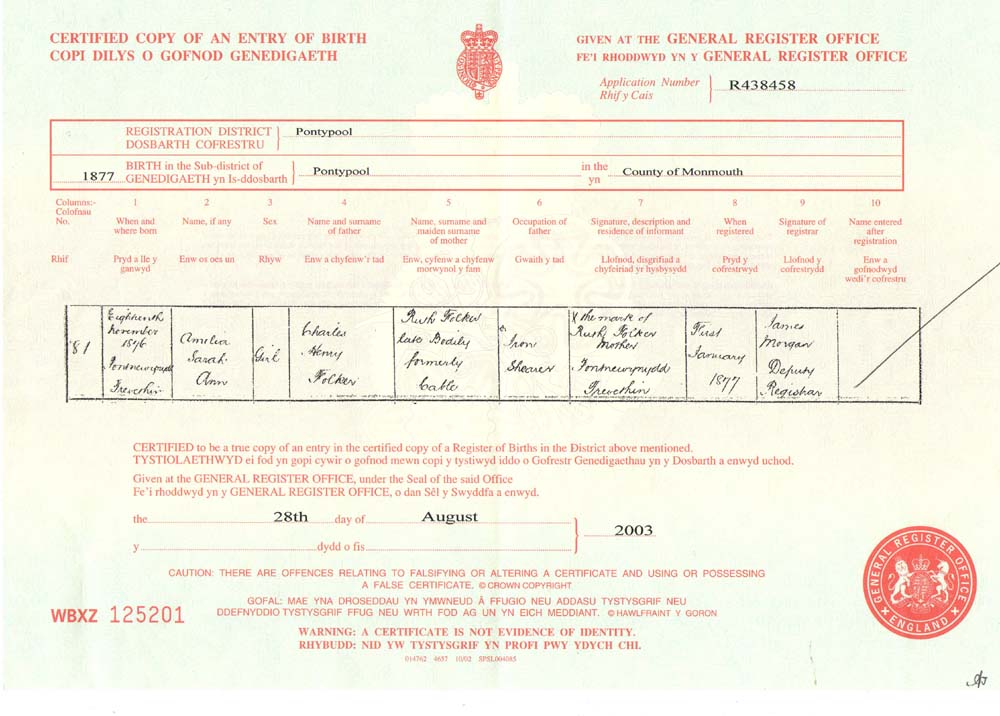 CERTIFIED COPY OF AN ENTRY OF BIRTH
COPI DILYS O GOFNOD GENEDIGAETH
GIVEN AT THE GENERAL REGISTER OFFICE
FE'I RHODDWYD YN Y GENERAL REGISTER OFFICE
Application Number
Rhif y Cais
R438458
REGISTRATION DISTRICT
DOSBARTH COFRESTRU
Pontypool
1877
BIRTH in the Sub-district of
GENEDIGAETH yn Is-ddosbarth
Pontypool
in the
yn
County of Monmouth
Columns:- 1 2 3 4 5 6 7 8 9 10
Colofnau
No.
When and
where born
Name, if any
Sex
Name and surname
of father
Name, surname and
maiden surname
of mother
Occupation of
father
Signature, description and
residence of informant
When
registered
Signature of
registrar
Name entered
after
registration
Rhif
Pryd a lle y
ganwyd
Enw os oes un
Rhyw
Enw a chyfenw'r tad
Enw, cyfenw a chyfenw
morwynol y fam
Gwaith y tad
Llofnod, disgrifiad a
chyfeiriad yr hysbysydd
Pryd y
cofrestrwyd
Llofnod y
cofrestrydd
Enw a
gofnodwyd
wedi'r cofrestru
81
Eighteenth
November
1876
Pontnewynydd
Trevethin
Amelia
Sarah
Ann
Girl
Charles
Henry
Folker
Ruth Folker
late Bodily
formerly
Cable
Iron
Shearer
X the mark of
Ruth Folker
Mother
Pontnewynydd
Trevethin
First
January
1877
James
Morgan
Deputy
Registrar
CERTIFIED to be a true copy of an entry in the certified copy of a Register of Births in the District above mentioned.
TYSTIOLAETHWYD ei fod yn gopi cywir o gofnod mewn copi y tystiwyd iddo o Gofrestr Genedigaethau yn y Dosbarth a enwyd uchod.
Given at the GENERAL REGISTER OFFICE, under the Seal of the said Office
Fe'i rhoddwyd yn y GENERAL REGISTER OFFICE, o dan Sêl y Swyddfa a enwyd.
the 28th day of August
2003
y dydd o fis
CAUTION: THERE ARE OFFENCES RELATING TO FALSIFYING OR ALTERING A CERTIFICATE AND USING OR POSSESSING
A FALSE CERTIFICATE. © CROWN COPYRIGHT
GOFAL: MAE YNA DROSEDDAU YN YMWNEUD Â FFUGIO NEU ADDASU TYSTYSGRIF NEU
DDEFNYDDIO TYSTYSGRIF FFUG NEU WRTH FOD AG UN YN EICH MEDDIANT. © HAWLFRAINT Y GORON
WBXZ 125201
WARNING: A CERTIFICATE IS NOT EVIDENCE OF IDENTITY.
RHYBUDD: NID YW TYSTYSGRIF YN PROFI PWY YDYCH CHI.
014762 4657 10/02 SPSL004085
GENERAL REGISTER OFFICE
ENGLAND